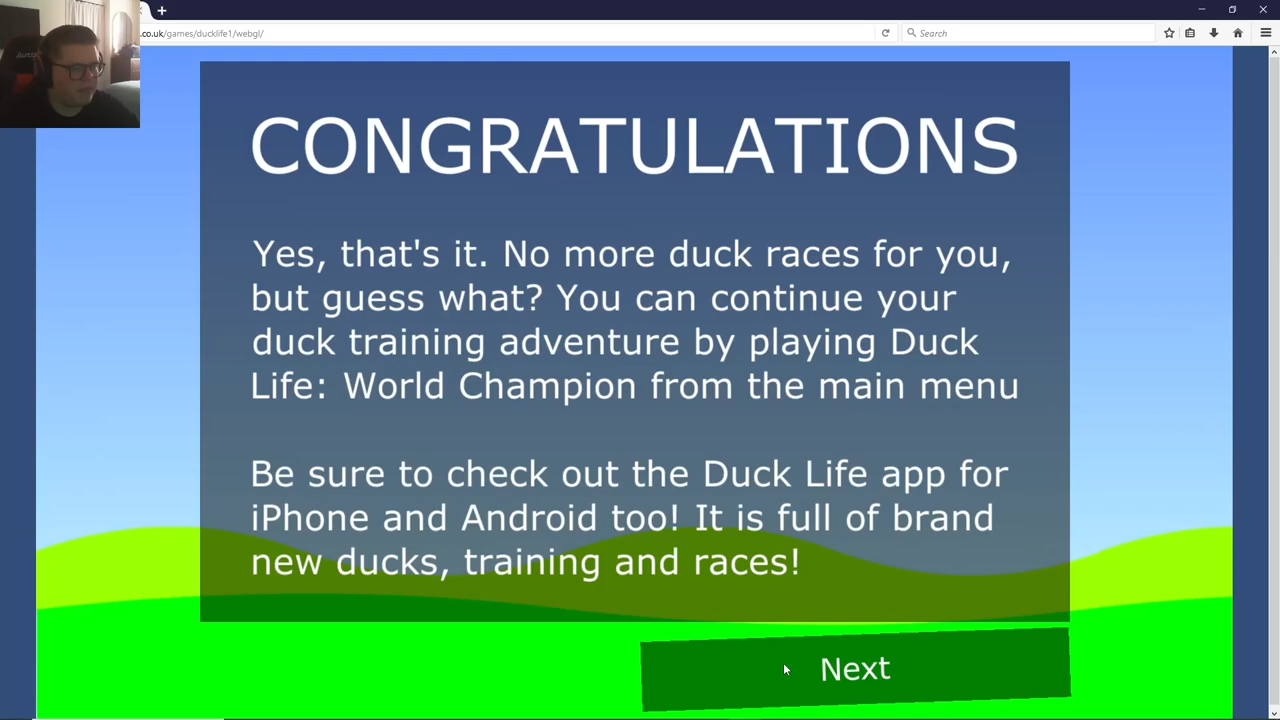 .co.uk/games/ducklife1/webgl/
Search
CONGRATULATIONS
Yes, that's it. No more duck races for you,
but guess what? You can continue your
duck training adventure by playing Duck
Life: World Champion from the main menu
Be sure to check out the Duck Life app for
iPhone and Android too! It is full of brand
new ducks, training and races!
Next